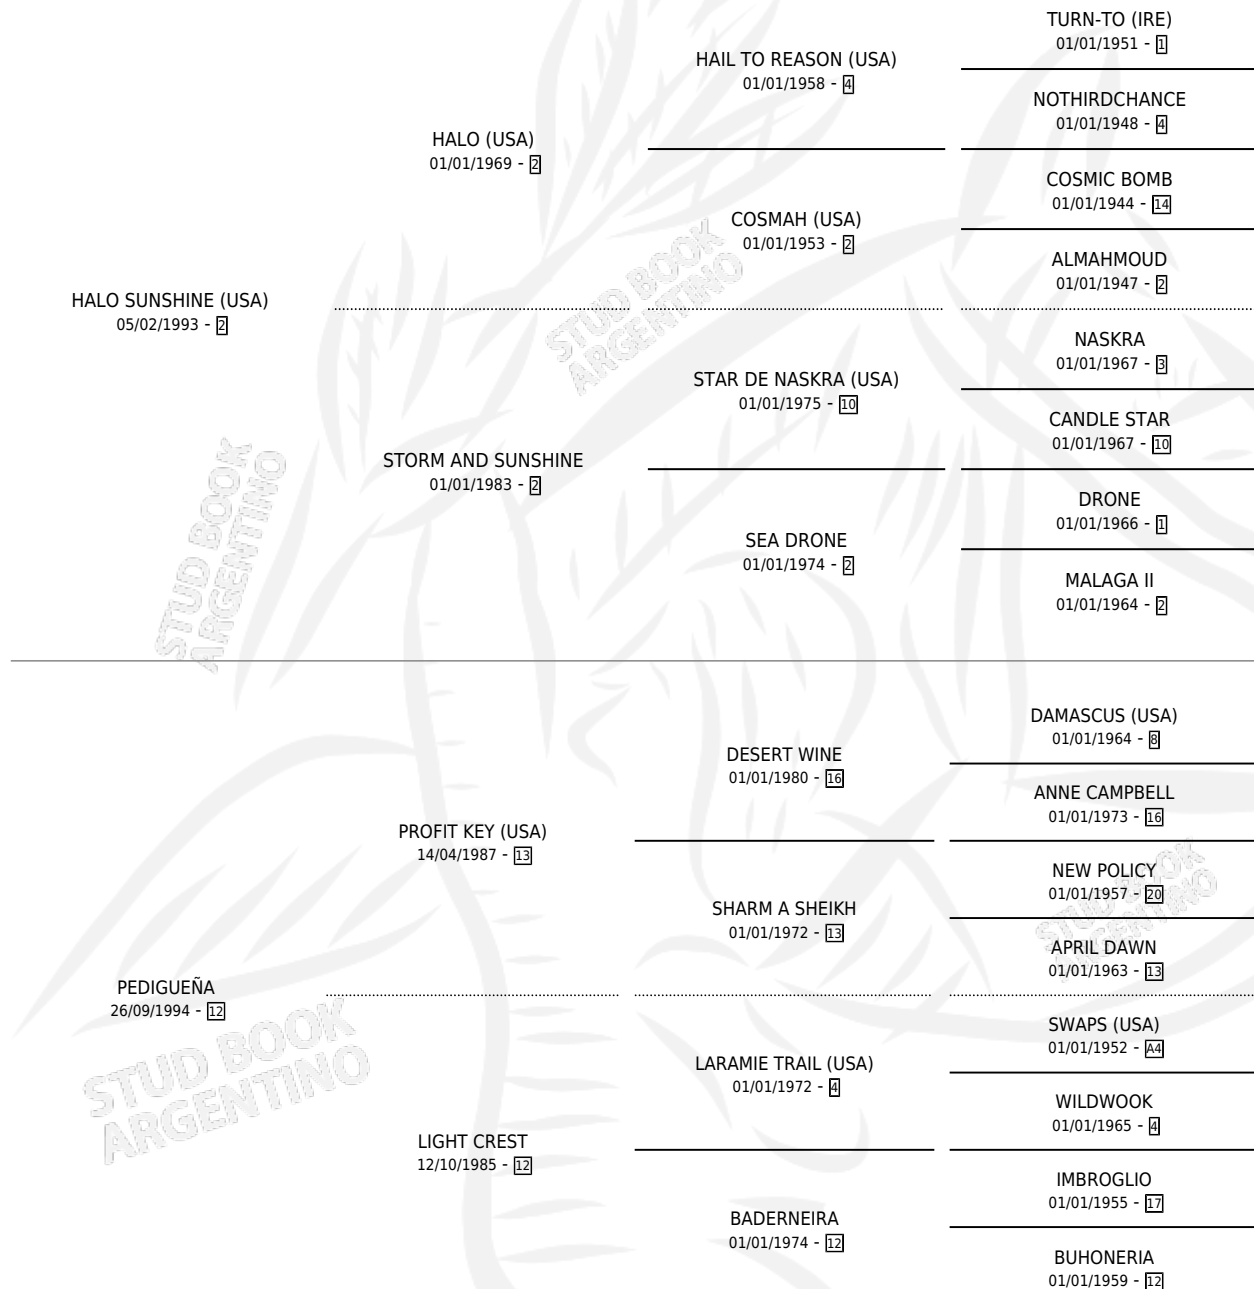 TURN-TO (IRE)
01/01/1951 - 1
HAIL TO REASON (USA)
01/01/1958 - 4
NOTHIRDCHANCE
01/01/1948 - 4
HALO (USA)
01/01/1969 - 2
COSMIC BOMB
01/01/1944 - 14
COSMAH (USA)
01/01/1953 - 2
ALMAHMOUD
01/01/1947 - 2
HALO SUNSHINE (USA)
05/02/1993 - 2
NASKRA
01/01/1967 - 3
STAR DE NASKRA (USA)
01/01/1975 - 10
CANDLE STAR
01/01/1967 - 10
STORM AND SUNSHINE
01/01/1983 - 2
DRONE
01/01/1966 - 1
SEA DRONE
01/01/1974 - 2
MALAGA II
01/01/1964 - 2
DAMASCUS (USA)
01/01/1964 - 8
DESERT WINE
01/01/1980 - 16
ANNE CAMPBELL
01/01/1973 - 16
PROFIT KEY (USA)
14/04/1987 - 13
NEW POLICY
01/01/1957 - 20
SHARM A SHEIKH
01/01/1972 - 13
APRIL DAWN
01/01/1963 - 13
PEDIGUEÑA
26/09/1994 - 12
SWAPS (USA)
01/01/1952 - A4
LARAMIE TRAIL (USA)
01/01/1972 - 4
WILDWOOK
01/01/1965 - 4
LIGHT CREST
12/10/1985 - 12
IMBROGLIO
01/01/1955 - 17
BADERNEIRA
01/01/1974 - 12
BUHONERIA
01/01/1959 - 12
STUD BOOK
ARGENTINO
STUD BOOK
ARGENTINO
STUD BOOK
ARGENTINO
STUD BOOK
ARGENTINO